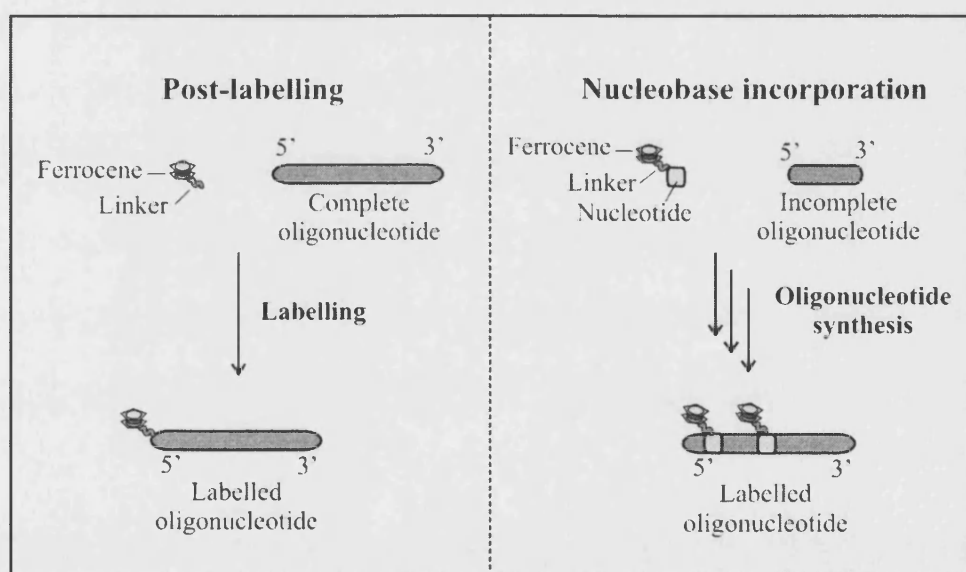 Post-labelling
5’ 3’
Ferrocene
Linker
Complete
oligonucleotide
Labelling
5’ 3’
Labelled
oligonucleotide
Nucleobase incorporation
Ferrocene
5’ 3’
Linker
Nucleotide
Incomplete
oligonucleotide
Oligonucleotide
synthesis
5’ 3’
Labelled
oligonucleotide